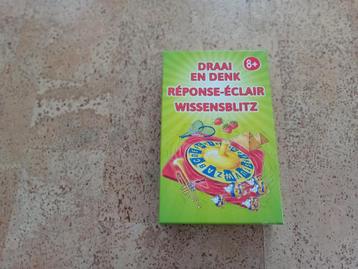 DRAAI
EN DENK
8+
RÉPONSE-ÉCLAIR
WISSENSBLITZ